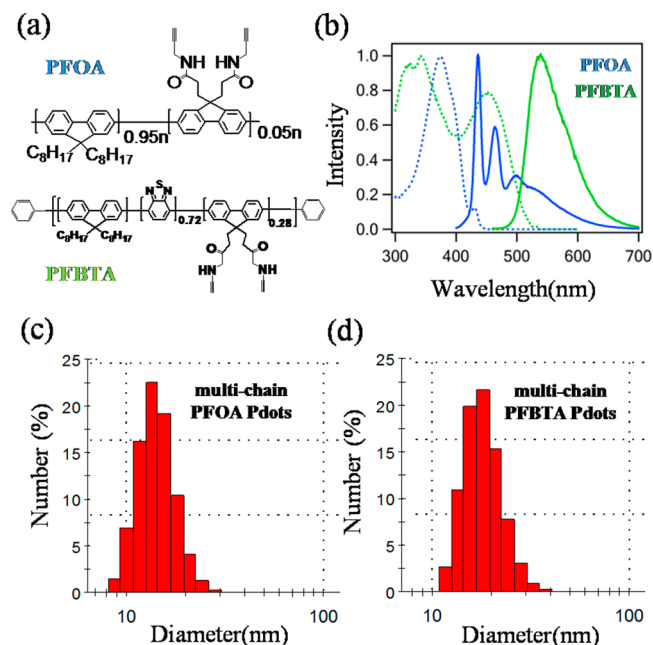 (a)
PFOA
NH HN
O O
C8H17 C8H17
0.95n
0.05n
S
N N
C8H17 C8H17
0.72
0.28
O O
HN HN
PFBTA
(b)
PFOA
PFBTA
Intensity
1.0
0.8
0.6
0.4
0.2
0.0
300 400 500 600 700
Wavelength(nm)
(c)
multi-chain
PFOA Pdots
Number (%)
25
20
15
10
5
0
10 100
Diameter(nm)
(d)
multi-chain
PFBTA Pdots
Number (%)
25
20
15
10
5
0
10 100
Diameter(nm)